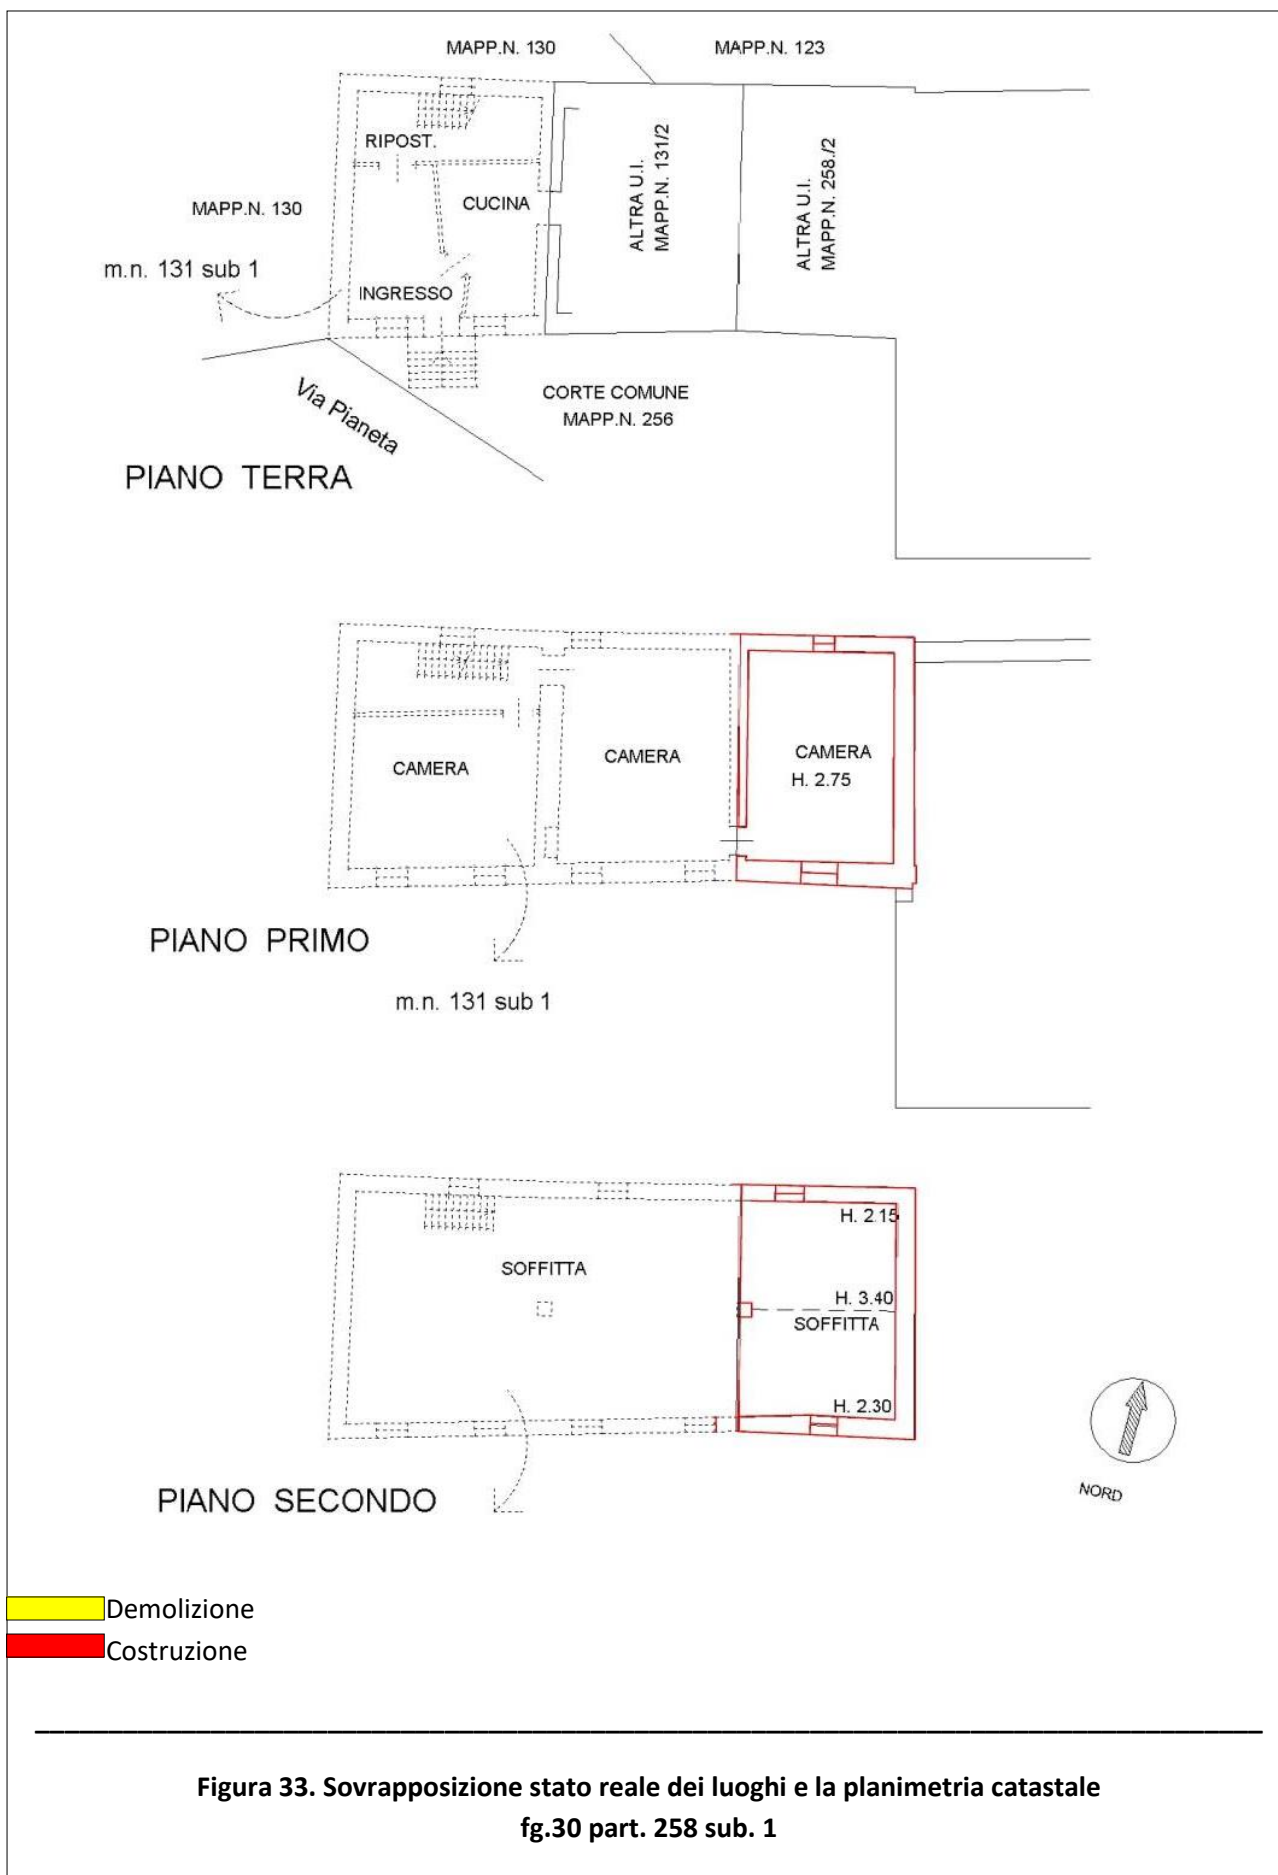 MAPP.N. 130
MAPP.N. 123
RIPOST.
ALTRA U.I.
MAPP.N. 131/2
ALTRA U.I.
MAPP.N. 258./2
MAPP.N. 130
CUCINA
m.n. 131 sub 1
INGRESSO
Via Pianeta
CORTE COMUNE
MAPP.N. 256
PIANO TERRA
CAMERA
CAMERA
CAMERA
H. 2.75
PIANO PRIMO
m.n. 131 sub 1
H. 2.15
SOFFITTA
H. 3.40
SOFFITTA
H. 2.30
PIANO SECONDO
NORD
Demolizione
Costruzione
Figura 33. Sovrapposizione stato reale dei luoghi e la planimetria catastale
fg.30 part. 258 sub. 1